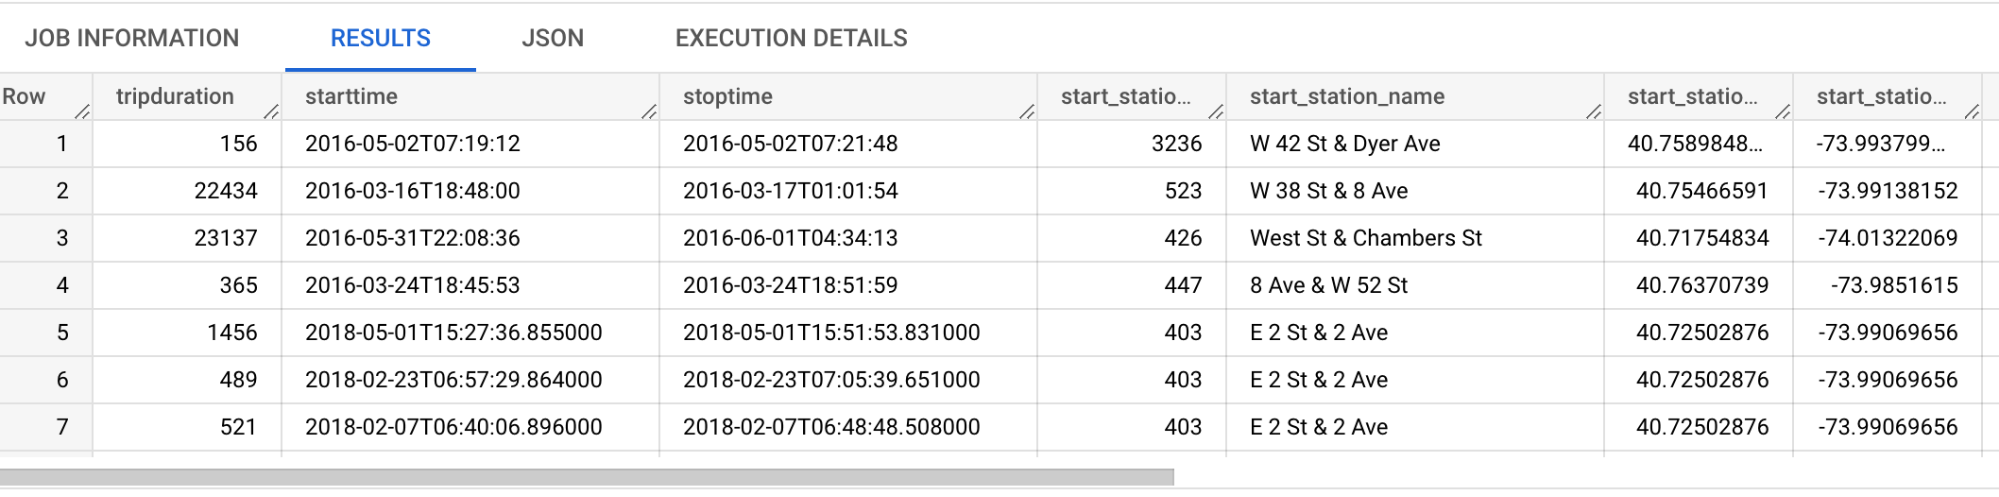 JOB INFORMATION RESULTS JSON EXECUTION DETAILS
Row tripduration starttime stoptime start_statio... start_station_name start_statio... start_statio...
1 156 2016-05-02T07:19:12 2016-05-02T07:21:48 3236 W 42 St & Dyer Ave 40.7589848... -73.993799...
2 22434 2016-03-16T18:48:00 2016-03-17T01:01:54 523 W 38 St & 8 Ave 40.75466591 -73.99138152
3 23137 2016-05-31T22:08:36 2016-06-01T04:34:13 426 West St & Chambers St 40.71754834 -74.01322069
4 365 2016-03-24T18:45:53 2016-03-24T18:51:59 447 8 Ave & W 52 St 40.76370739 -73.9851615
5 1456 2018-05-01T15:27:36.855000 2018-05-01T15:51:53.831000 403 E 2 St & 2 Ave 40.72502876 -73.99069656
6 489 2018-02-23T06:57:29.864000 2018-02-23T07:05:39.651000 403 E 2 St & 2 Ave 40.72502876 -73.99069656
7 521 2018-02-07T06:40:06.896000 2018-02-07T06:48:48.508000 403 E 2 St & 2 Ave 40.72502876 -73.99069656